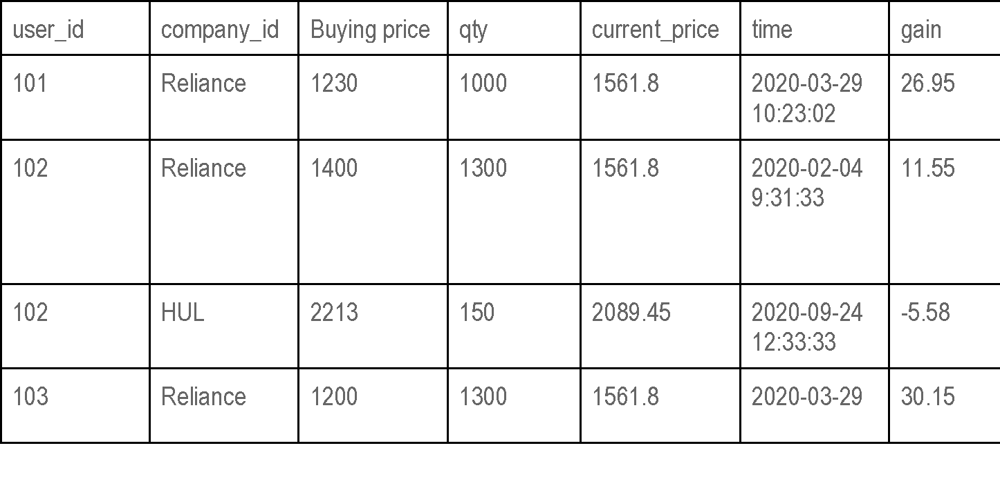 user_id company_id Buying price qty current_price time gain
101 Reliance 1230 1000 1561.8 2020-03-29 26.95
10:23:02
102 Reliance 1400 1300 1561.8 2020-02-04 11.55
9:31:33
102 HUL 2213 150 2089.45 2020-09-24 -5.58
12:33:33
103 Reliance 1200 1300 1561.8 2020-03-29 30.15